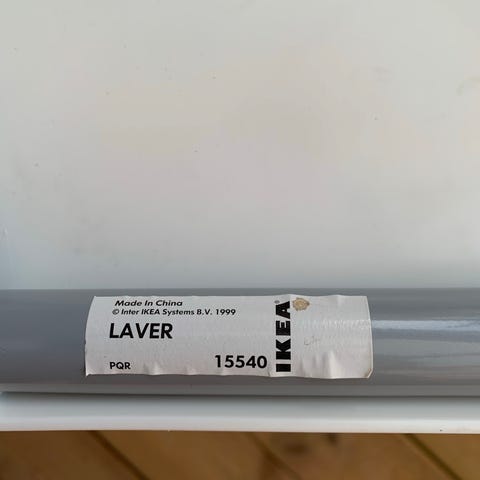 Made In China
© Inter IKEA Systems B.V. 1999
LAVER
PQR 15540
IKEA®